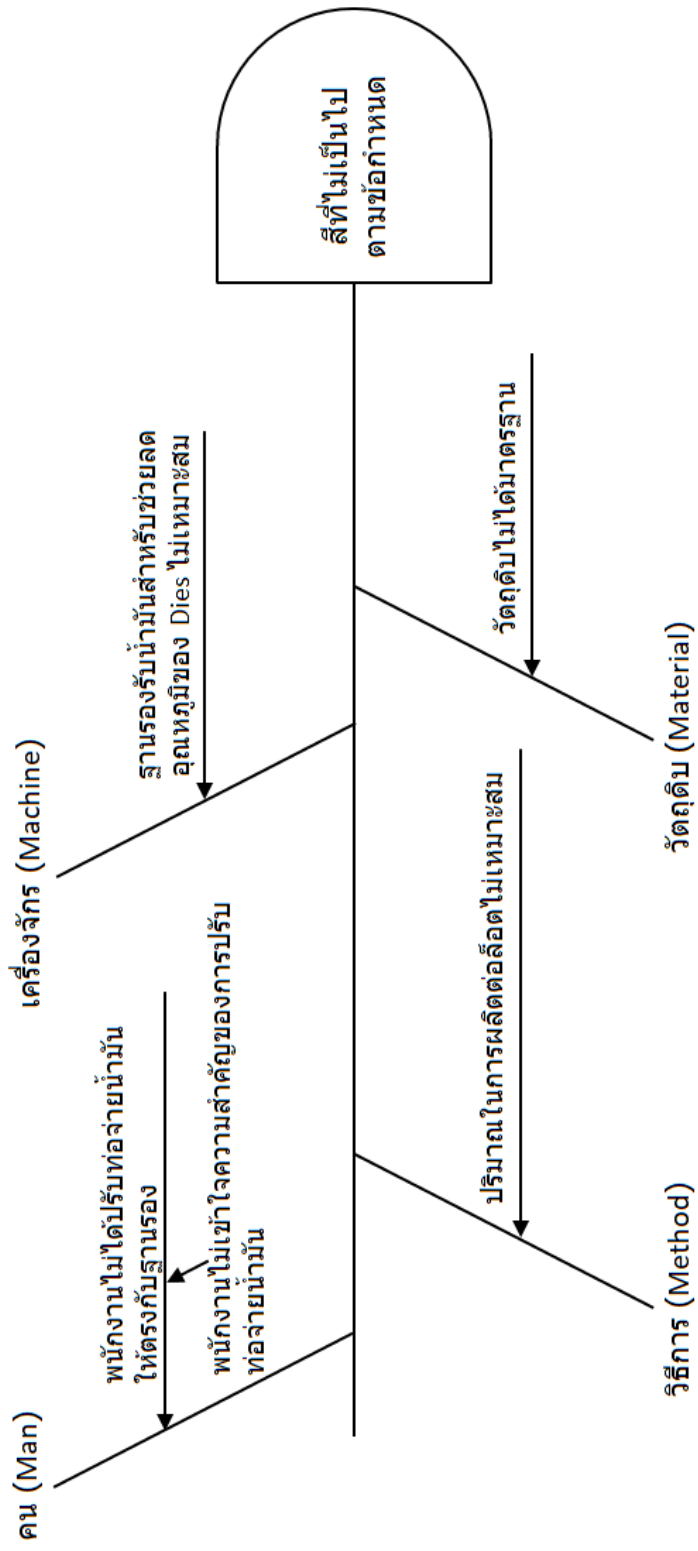 คน (Man)
พนักงานไม่ได้ปรับท่อจ่ายน้ำมัน
ให้ตรงกับฐานรอง
พนักงานไม่เข้าใจความสำคัญของการปรับ
ท่อจ่ายน้ำมัน
เครื่องจักร (Machine)
ฐานรองรับน้ำมันสำหรับช่วยลด
อุณหภูมิของ Dies ไม่เหมาะสม
สีที่ไม่เป็นไป
ตามข้อกำหนด
วิธีการ (Method)
ปริมาณในการผลิตต่อล็อตไม่เหมาะสม
วัตถุดิบ (Material)
วัตถุดิบไม่ได้มาตรฐาน